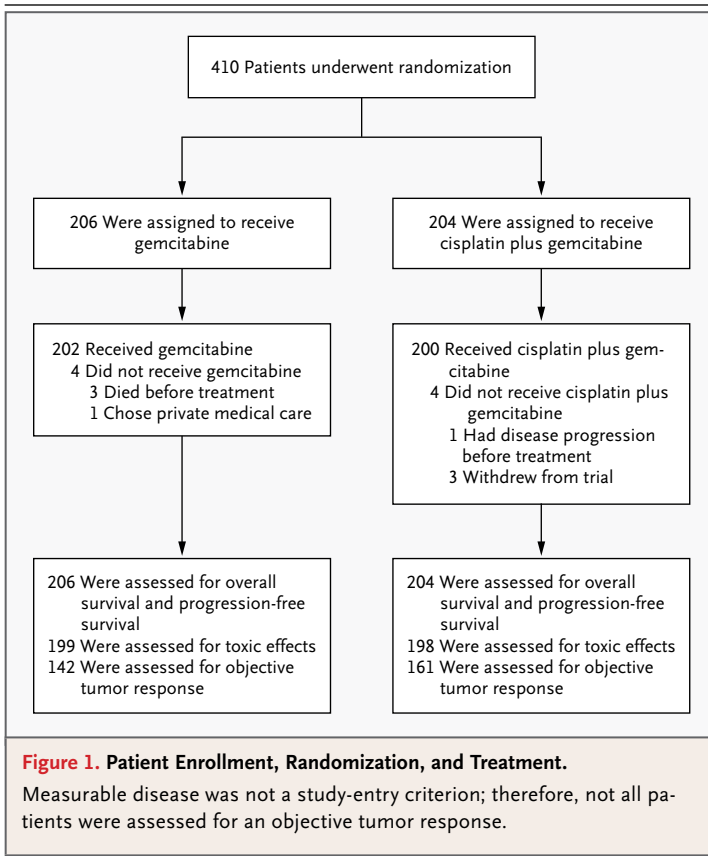 410 Patients underwent randomization
206 Were assigned to receive
gemcitabine
204 Were assigned to receive
cisplatin plus gemcitabine
202 Received gemcitabine
4 Did not receive gemcitabine
3 Died before treatment
1 Chose private medical care
200 Received cisplatin plus gem-
citabine
4 Did not receive cisplatin plus
gemcitabine
1 Had disease progression
before treatment
3 Withdrew from trial
206 Were assessed for overall
survival and progression-free
survival
199 Were assessed for toxic effects
142 Were assessed for objective
tumor response
204 Were assessed for overall
survival and progression-free
survival
198 Were assessed for toxic effects
161 Were assessed for objective
tumor response
Figure 1. Patient Enrollment, Randomization, and Treatment.
Measurable disease was not a study-entry criterion; therefore, not all pa-
tients were assessed for an objective tumor response.